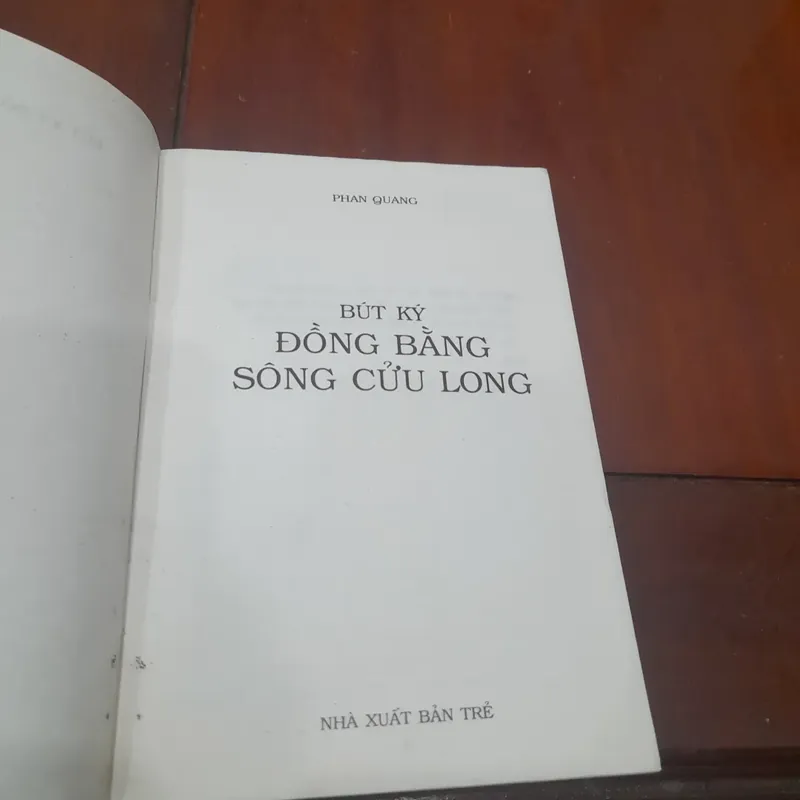 PHAN QUANG
BÚT KÝ
ĐỒNG BẰNG
SÔNG CỬU LONG
NHÀ XUẤT BẢN TRẺ